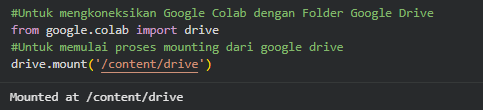 #Untuk mengkoneksikan Google Colab dengan Folder Google Drive
from google.colab import drive
#Untuk memulai proses mounting dari google drive
drive.mount('/content/drive')
Mounted at /content/drive